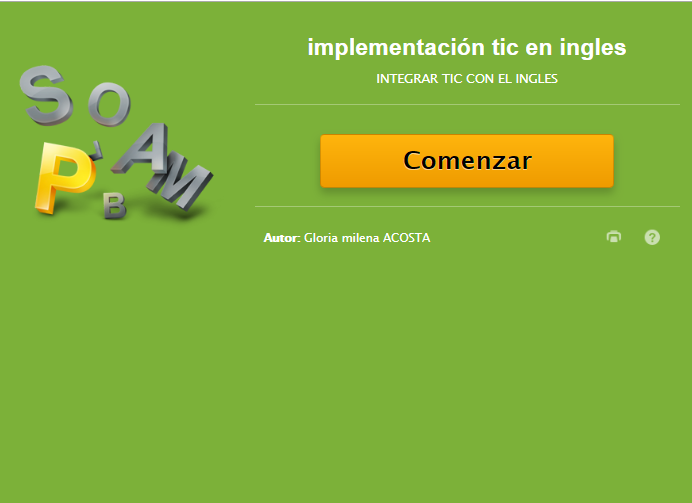 implementación tic en ingles
INTEGRAR TIC CON EL INGLES
S O
P A M
B
Comenzar
Autor: Gloria milena ACOSTA
?